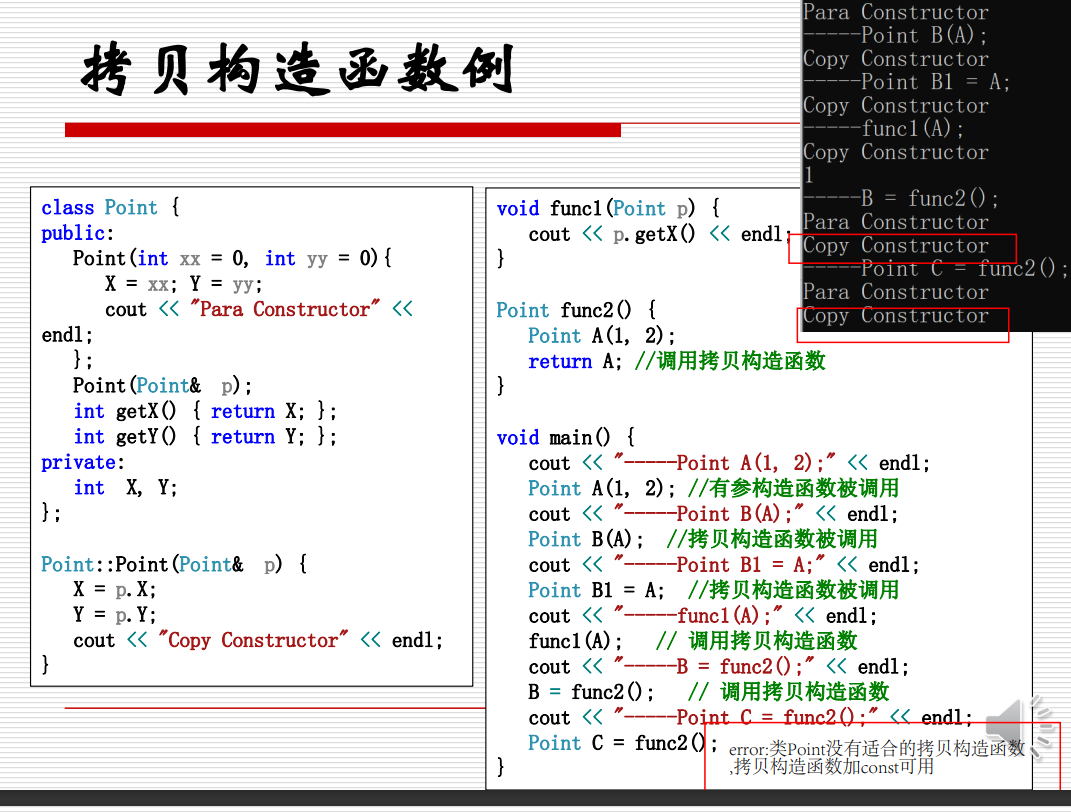 拷贝构造函数例
Para Constructor
-----Point B(A);
Copy Constructor
-----Point B1 = A;
Copy Constructor
-----func1(A);
Copy Constructor
1
-----B = func2();
Para Constructor
Copy Constructor
-----Point C = func2();
Para Constructor
Copy Constructor
class Point {
public:
Point(int xx = 0, int yy = 0){
X = xx; Y = yy;
cout << "Para Constructor" <<
endl;
};
Point(Point& p);
int getX() { return X; };
int getY() { return Y; };
private:
int X, Y;
};
Point::Point(Point& p) {
X = p.X;
Y = p.Y;
cout << "Copy Constructor" << endl;
}
void func1(Point p) {
cout << p.getX() << endl;
}
Point func2() {
Point A(1, 2);
return A; //调用拷贝构造函数
}
void main() {
cout << "-----Point A(1, 2);" << endl;
Point A(1, 2); //有参构造函数被调用
cout << "-----Point B(A);" << endl;
Point B(A); //拷贝构造函数被调用
cout << "-----Point B1 = A;" << endl;
Point B1 = A; //拷贝构造函数被调用
cout << "-----func1(A);" << endl;
func1(A); // 调用拷贝构造函数
cout << "-----B = func2();" << endl;
B = func2(); // 调用拷贝构造函数
cout << "-----Point C = func2();" << endl;
Point C = func2();
}
error:类Point没有适合的拷贝构造函数
,拷贝构造函数加const可用